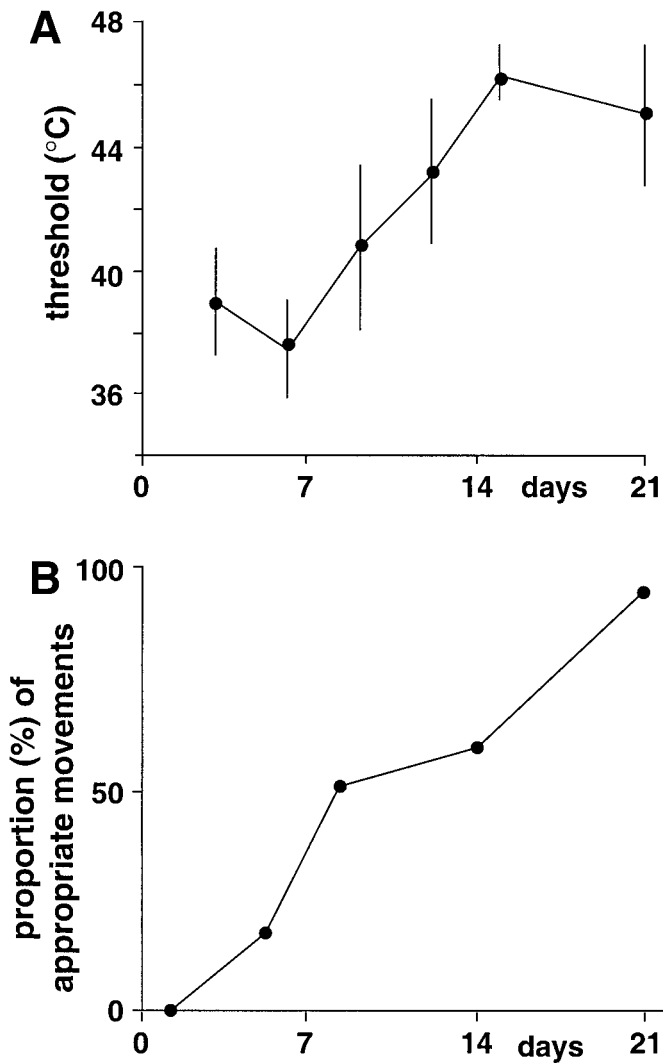 A
48
44
40
36
threshold (°C)
0 7 14 days 21
B
100
50
0
proportion (%) of
appropriate movements
0 7 14 days 21